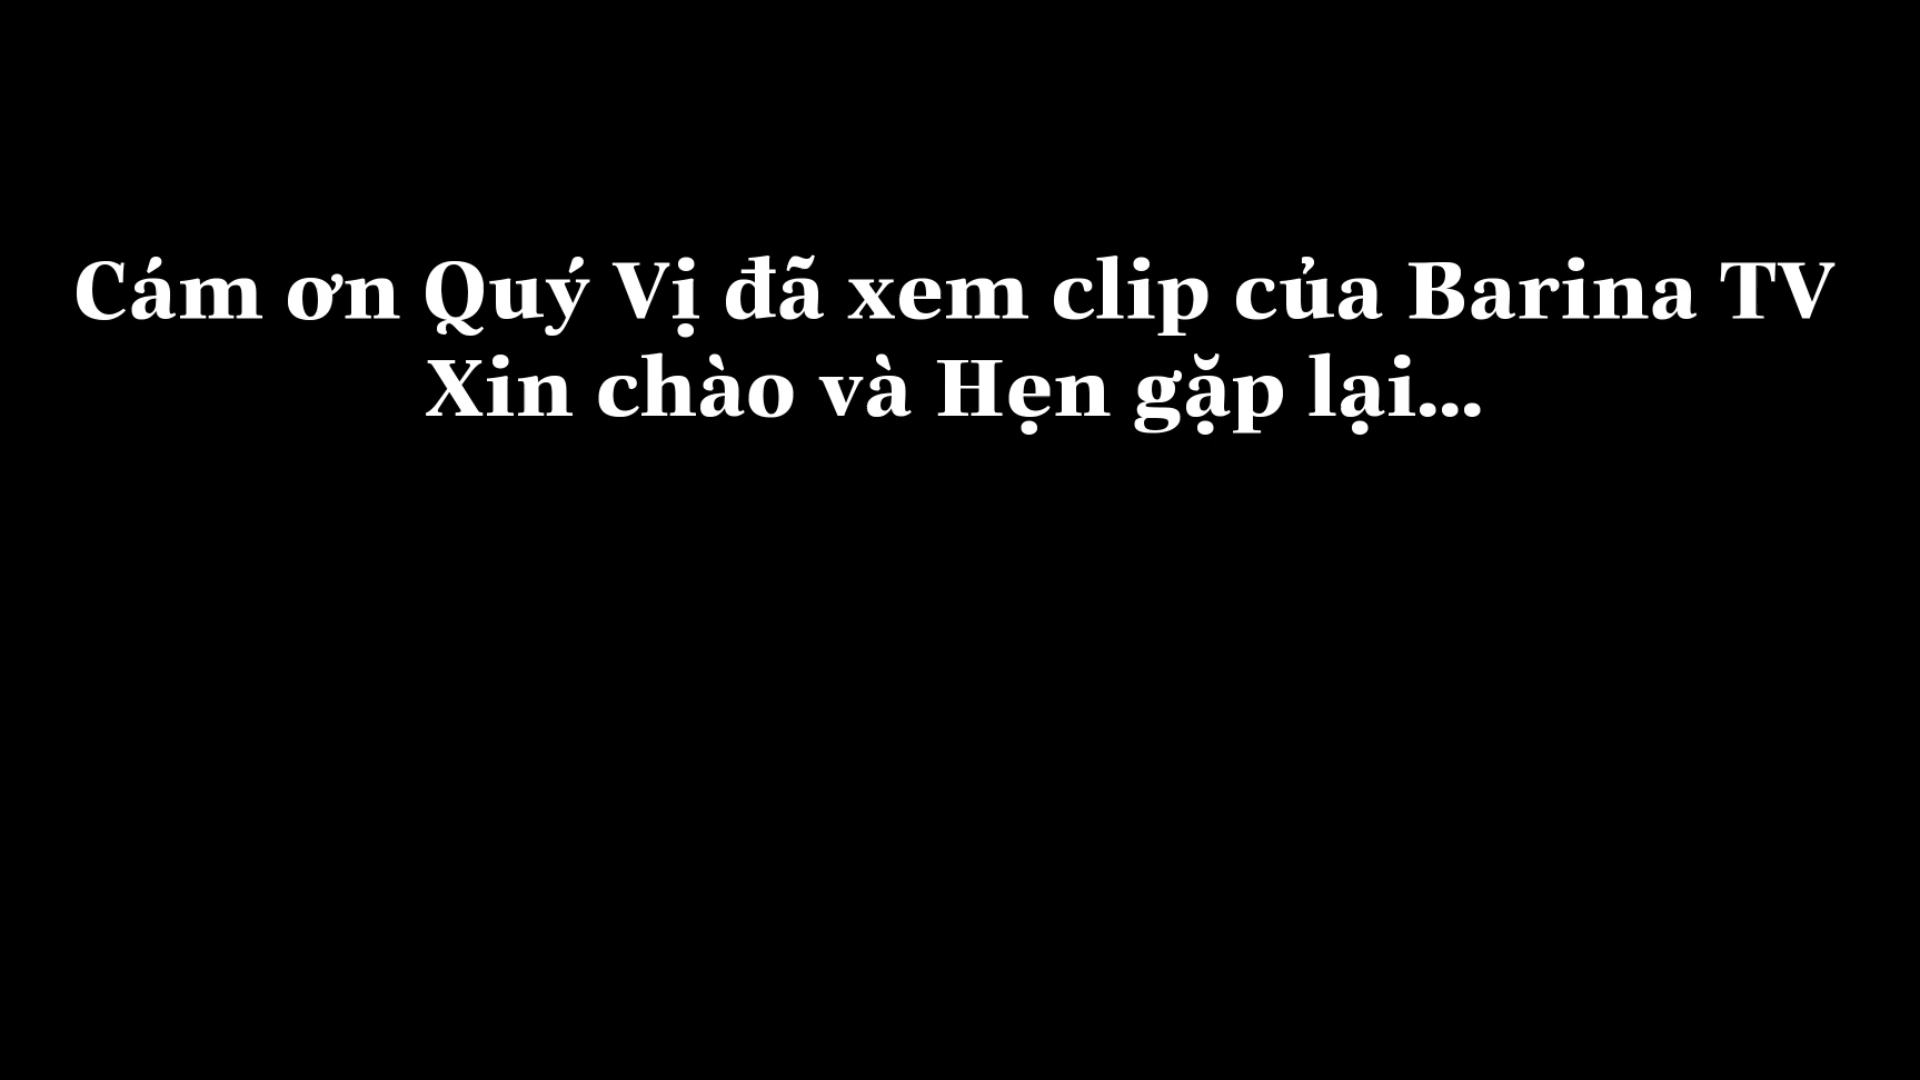 Cám ơn Quý Vị đã xem clip của Barina TV
Xin chào và Hẹn gặp lại...